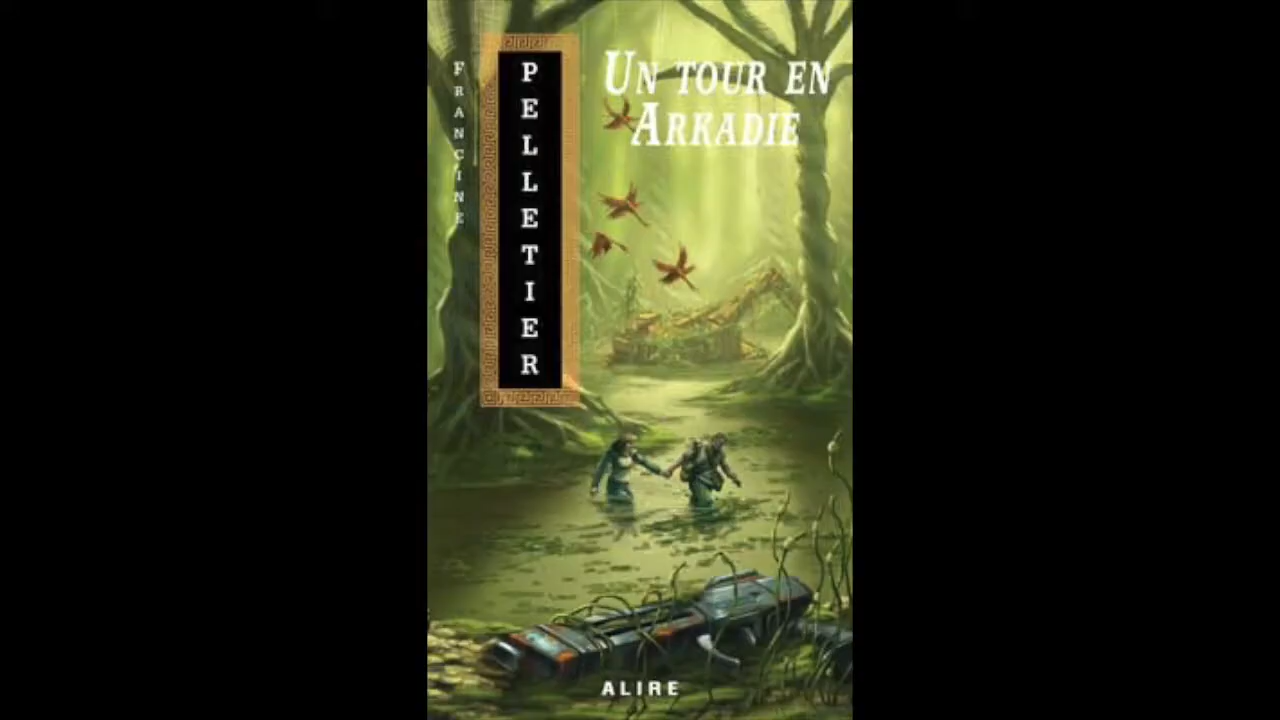 FRANCINE
PELLETIER
UN TOUR EN
ARKADIE
ALIRE